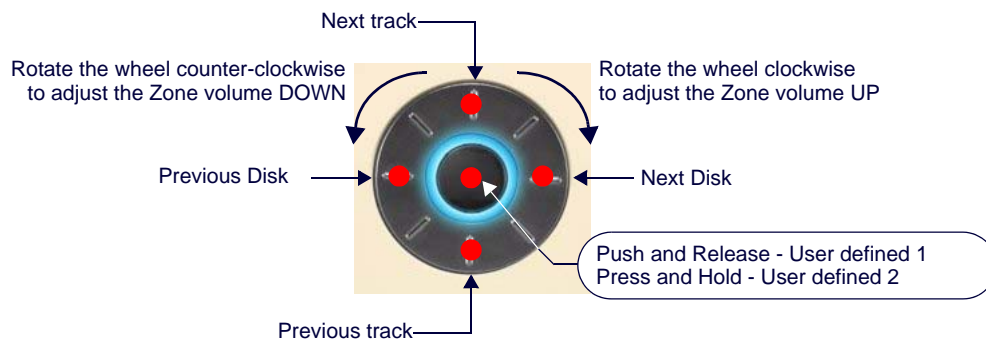 Next track
Rotate the wheel counter-clockwise
to adjust the Zone volume DOWN
Rotate the wheel clockwise
to adjust the Zone volume UP
Previous Disk
Next Disk
Push and Release - User defined 1
Press and Hold - User defined 2
Previous track